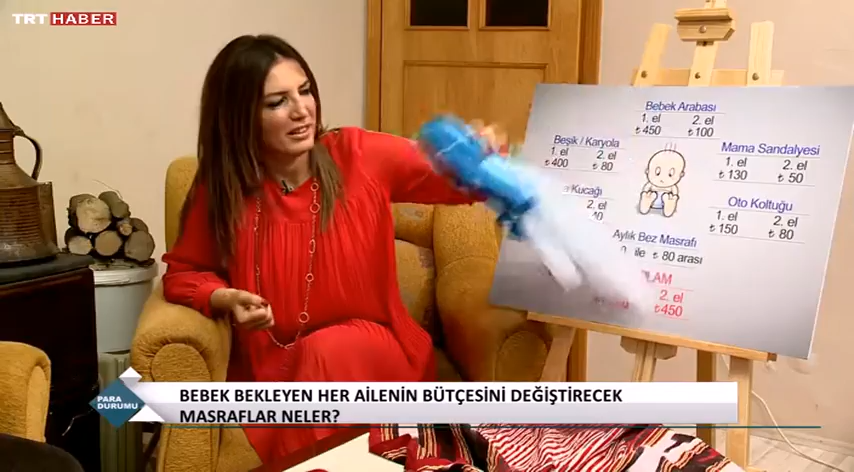 TRT HABER
Bebek Arabası
1. el 2. el
₺450 ₺100
Beşik / Karyola
1. el 2. el
₺400 ₺80
Mama Sandalyesi
1. el 2. el
₺130 ₺50
Kucağı
2. el
40
Oto Koltuğu
1. el 2. el
₺150 ₺80
Aylık Bez Masrafı
ile ₺80 arası
LAM
2. el
₺450
PARA
DURUMU
BEBEK BEKLEYEN HER AİLENİN BÜTÇESİNİ DEĞİŞTİRECEK
MASRAFLAR NELER?